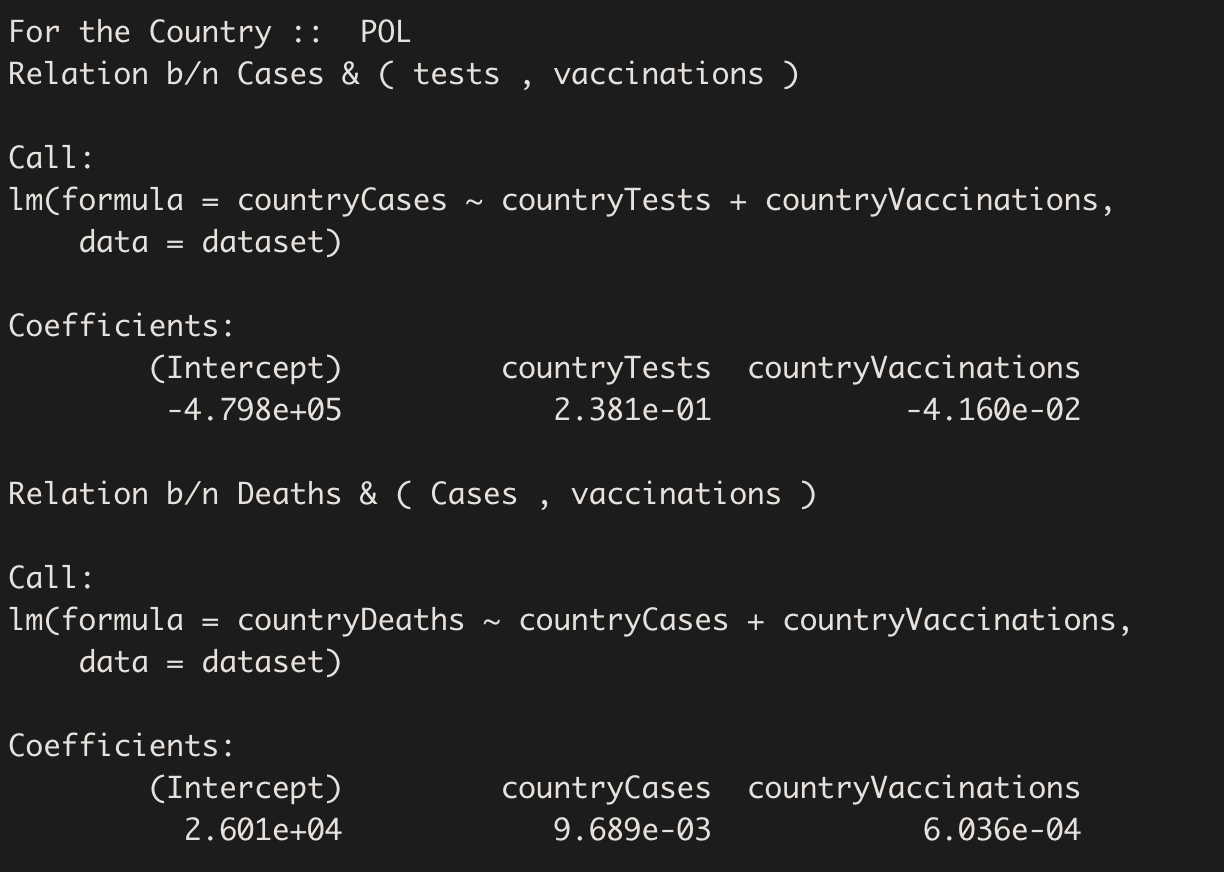 For the Country ::  POL
Relation b/n Cases & ( tests , vaccinations )
Call:
lm(formula = countryCases ~ countryTests + countryVaccinations,
    data = dataset)
Coefficients:
        (Intercept)         countryTests  countryVaccinations
         -4.798e+05            2.381e-01           -4.160e-02
Relation b/n Deaths & ( Cases , vaccinations )
Call:
lm(formula = countryDeaths ~ countryCases + countryVaccinations,
    data = dataset)
Coefficients:
        (Intercept)         countryCases  countryVaccinations
          2.601e+04            9.689e-03            6.036e-04